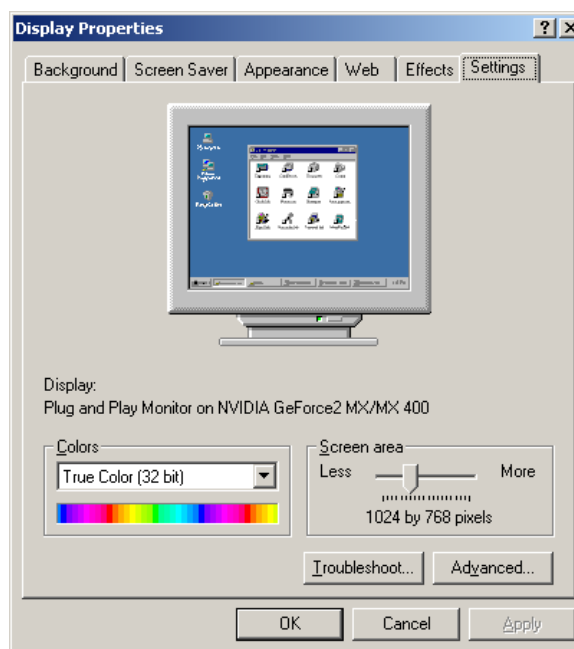 Display Properties
Background Screen Saver Appearance Web Effects Settings
Display:
Plug and Play Monitor on NVIDIA GeForce2 MX/MX 400
Colors Screen area
True Color (32 bit) Less More
1024 by 768 pixels
Troubleshoot... Advanced...
OK Cancel Apply